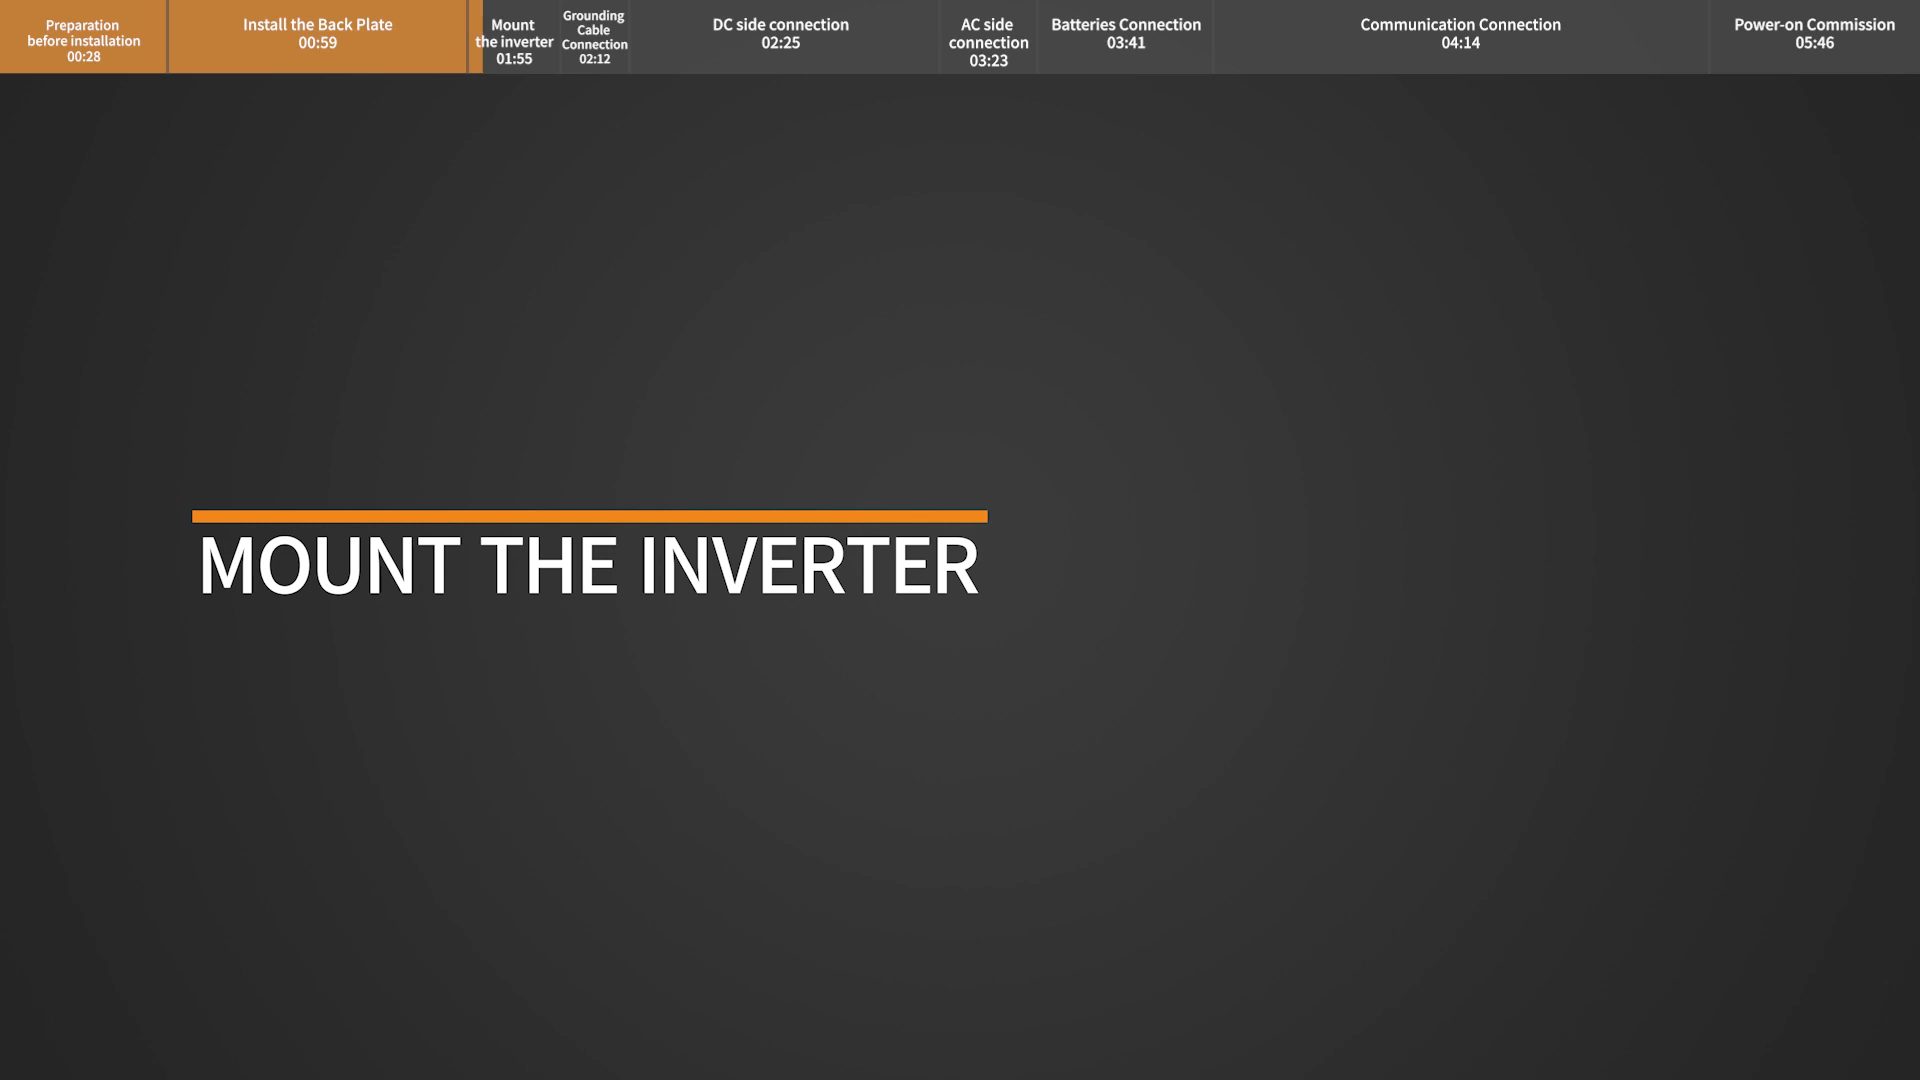 Preparation
before installation
00:28
Install the Back Plate
00:59
Mount
the inverter
01:55
Grounding
Cable
Connection
02:12
DC side connection
02:25
AC side
connection
03:23
Batteries Connection
03:41
Communication Connection
04:14
Power-on Commission
05:46
MOUNT THE INVERTER